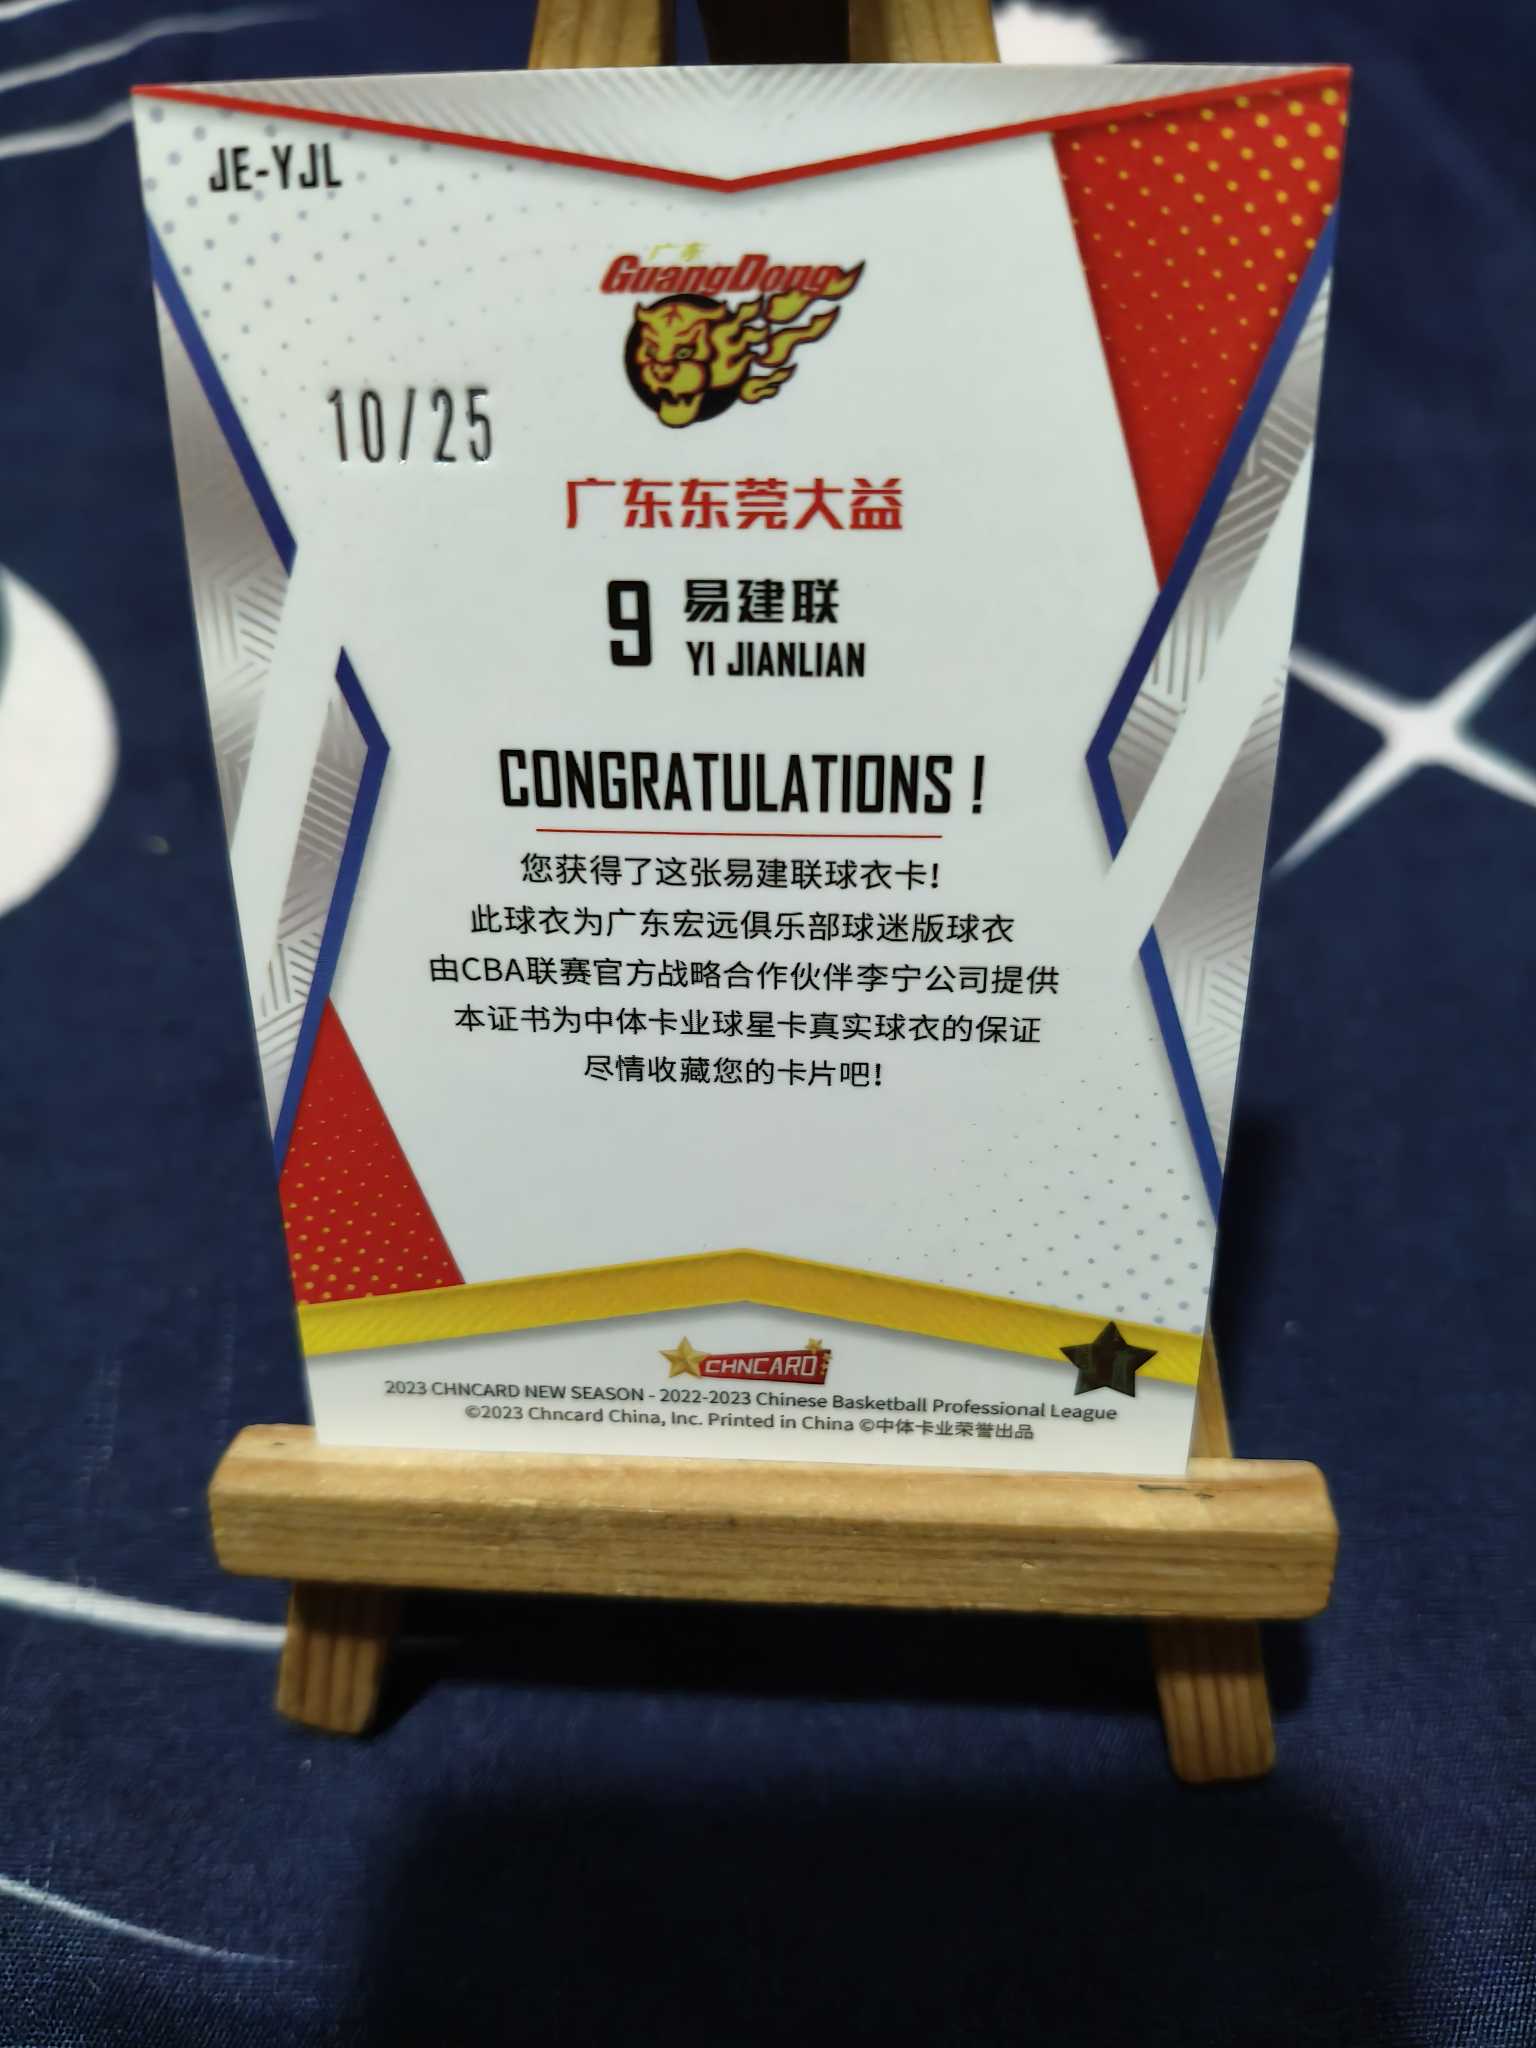 JE-YJL
广东
GuangDong
10/25
广东东莞大益
9 易建联
YI JIANLIAN
CONGRATULATIONS !
您获得了这张易建联球衣卡!
此球衣为广东宏远俱乐部球迷版球衣
由CBA联赛官方战略合作伙伴李宁公司提供
本证书为中体卡业球星卡真实球衣的保证
尽情收藏您的卡片吧!
CHNCARD
2023 CHNCARD NEW SEASON - 2022-2023 Chinese Basketball Professional League
©2023 Chncard China, Inc. Printed in China ©中体卡业荣誉出品